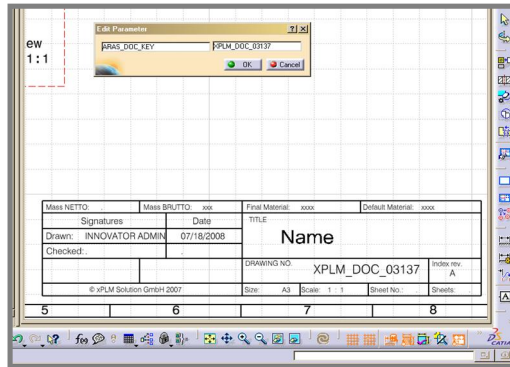 Edit Parameter
ARAS_DOC_KEY
XPLM_DOC_03137
OK
Cancel
ew
1:1
Mass NETTO: .
Mass BRUTTO: xxx
Final Material: xxxx
Default Material: xxxx
Signatures
Date
TITLE
Drawn: INNOVATOR ADMIN
07/18/2008
Name
Checked:.
.
DRAWING NO.
XPLM_DOC_03137
Index rev.
A
© xPLM Solution GmbH 2007
Size: A3
Scale: 1 : 1
Sheet No.: .
Sheets: .
5
6
7
8
f(x)
CATIA